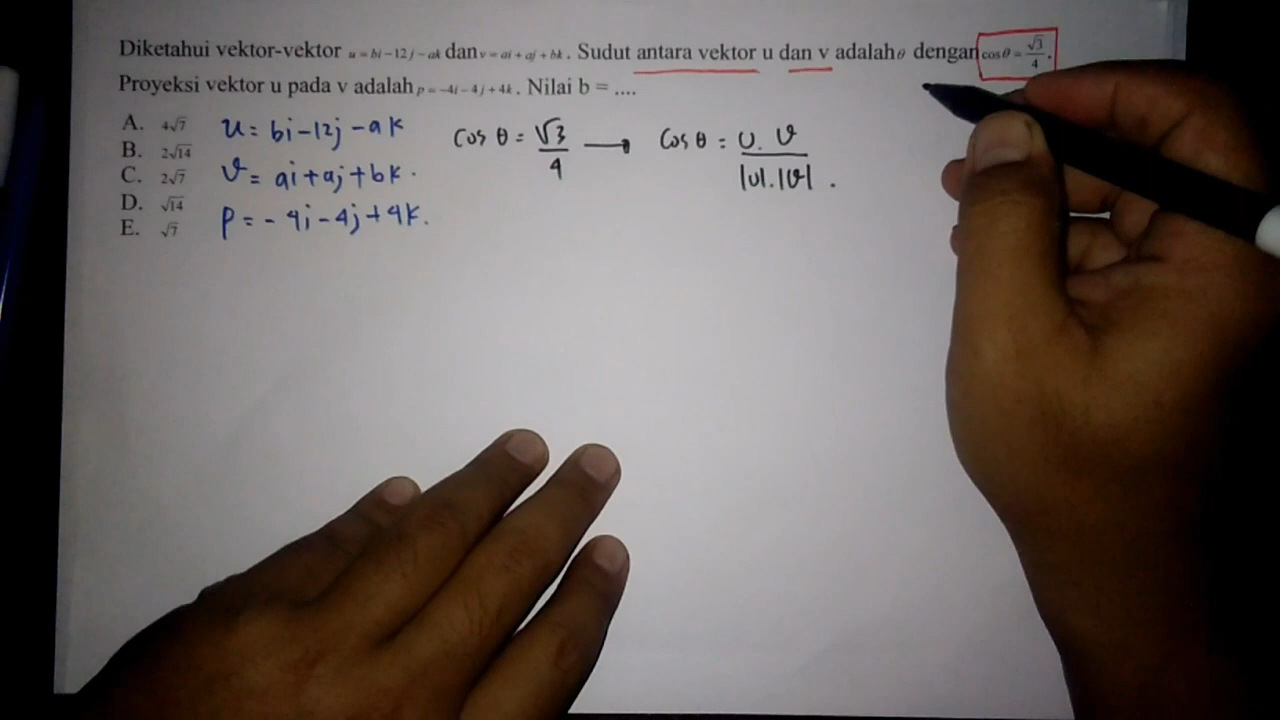 Diketahui vektor-vektor u = bi − 12 j − ak dan v = ai + aj + bk . Sudut antara vektor u dan v adalah θ dengan cos θ = √3/4 .
Proyeksi vektor u pada v adalah p = −4i − 4j + 4k . Nilai b = ....
A. 4√7
B. 2√14
C. 2√7
D. √14
E. √7
u = bi − 12j − ak
v = ai + aj + bk .
p = − 4i − 4j + 4k .
Cos θ = √3/4 → Cos θ = u. v / |u|.|v| .